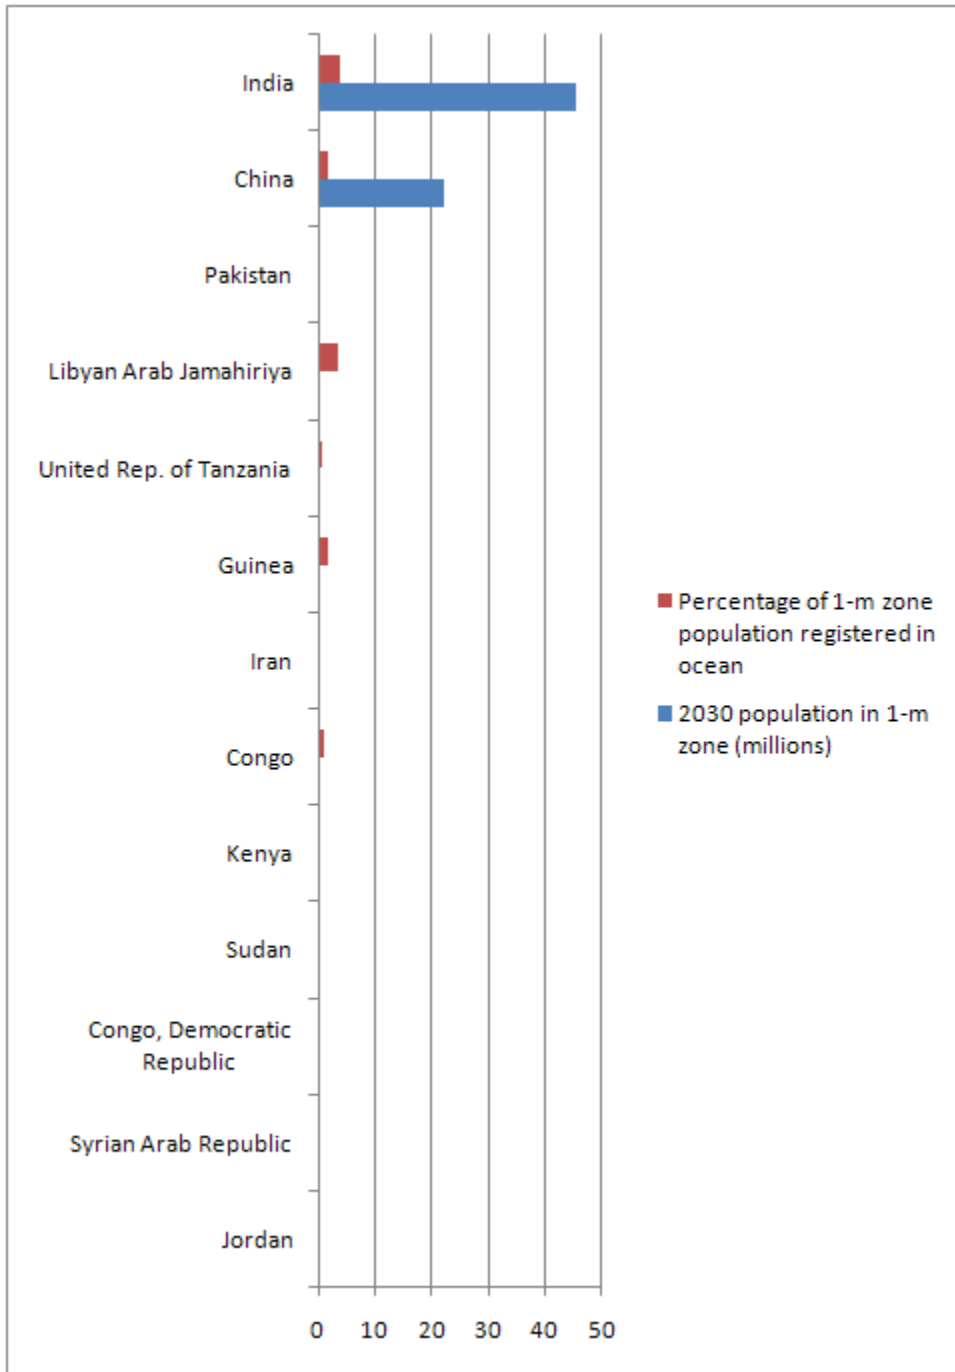 India
China
Pakistan
Libyan Arab Jamahiriya
United Rep. of Tanzania
Guinea
Iran
Congo
Kenya
Sudan
Congo, Democratic
Republic
Syrian Arab Republic
Jordan
0 10 20 30 40 50
Percentage of 1-m zone
population registered in
ocean
2030 population in 1-m
zone (millions)